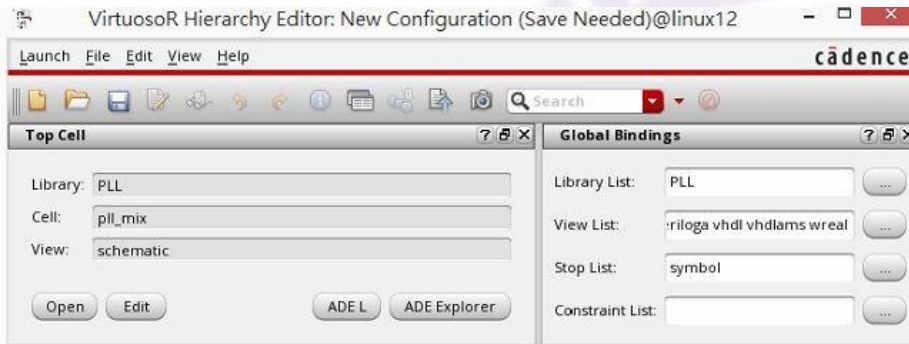 VirtuosoR Hierarchy Editor: New Configuration (Save Needed)@linux12
Launch File Edit View Help
cādence
Search
Top Cell
Library: PLL
Cell: pll_mix
View: schematic
Open Edit ADE L ADE Explorer
Global Bindings
Library List: PLL ...
View List: riloga vhdl vhdlams wreal ...
Stop List: symbol ...
Constraint List: ...